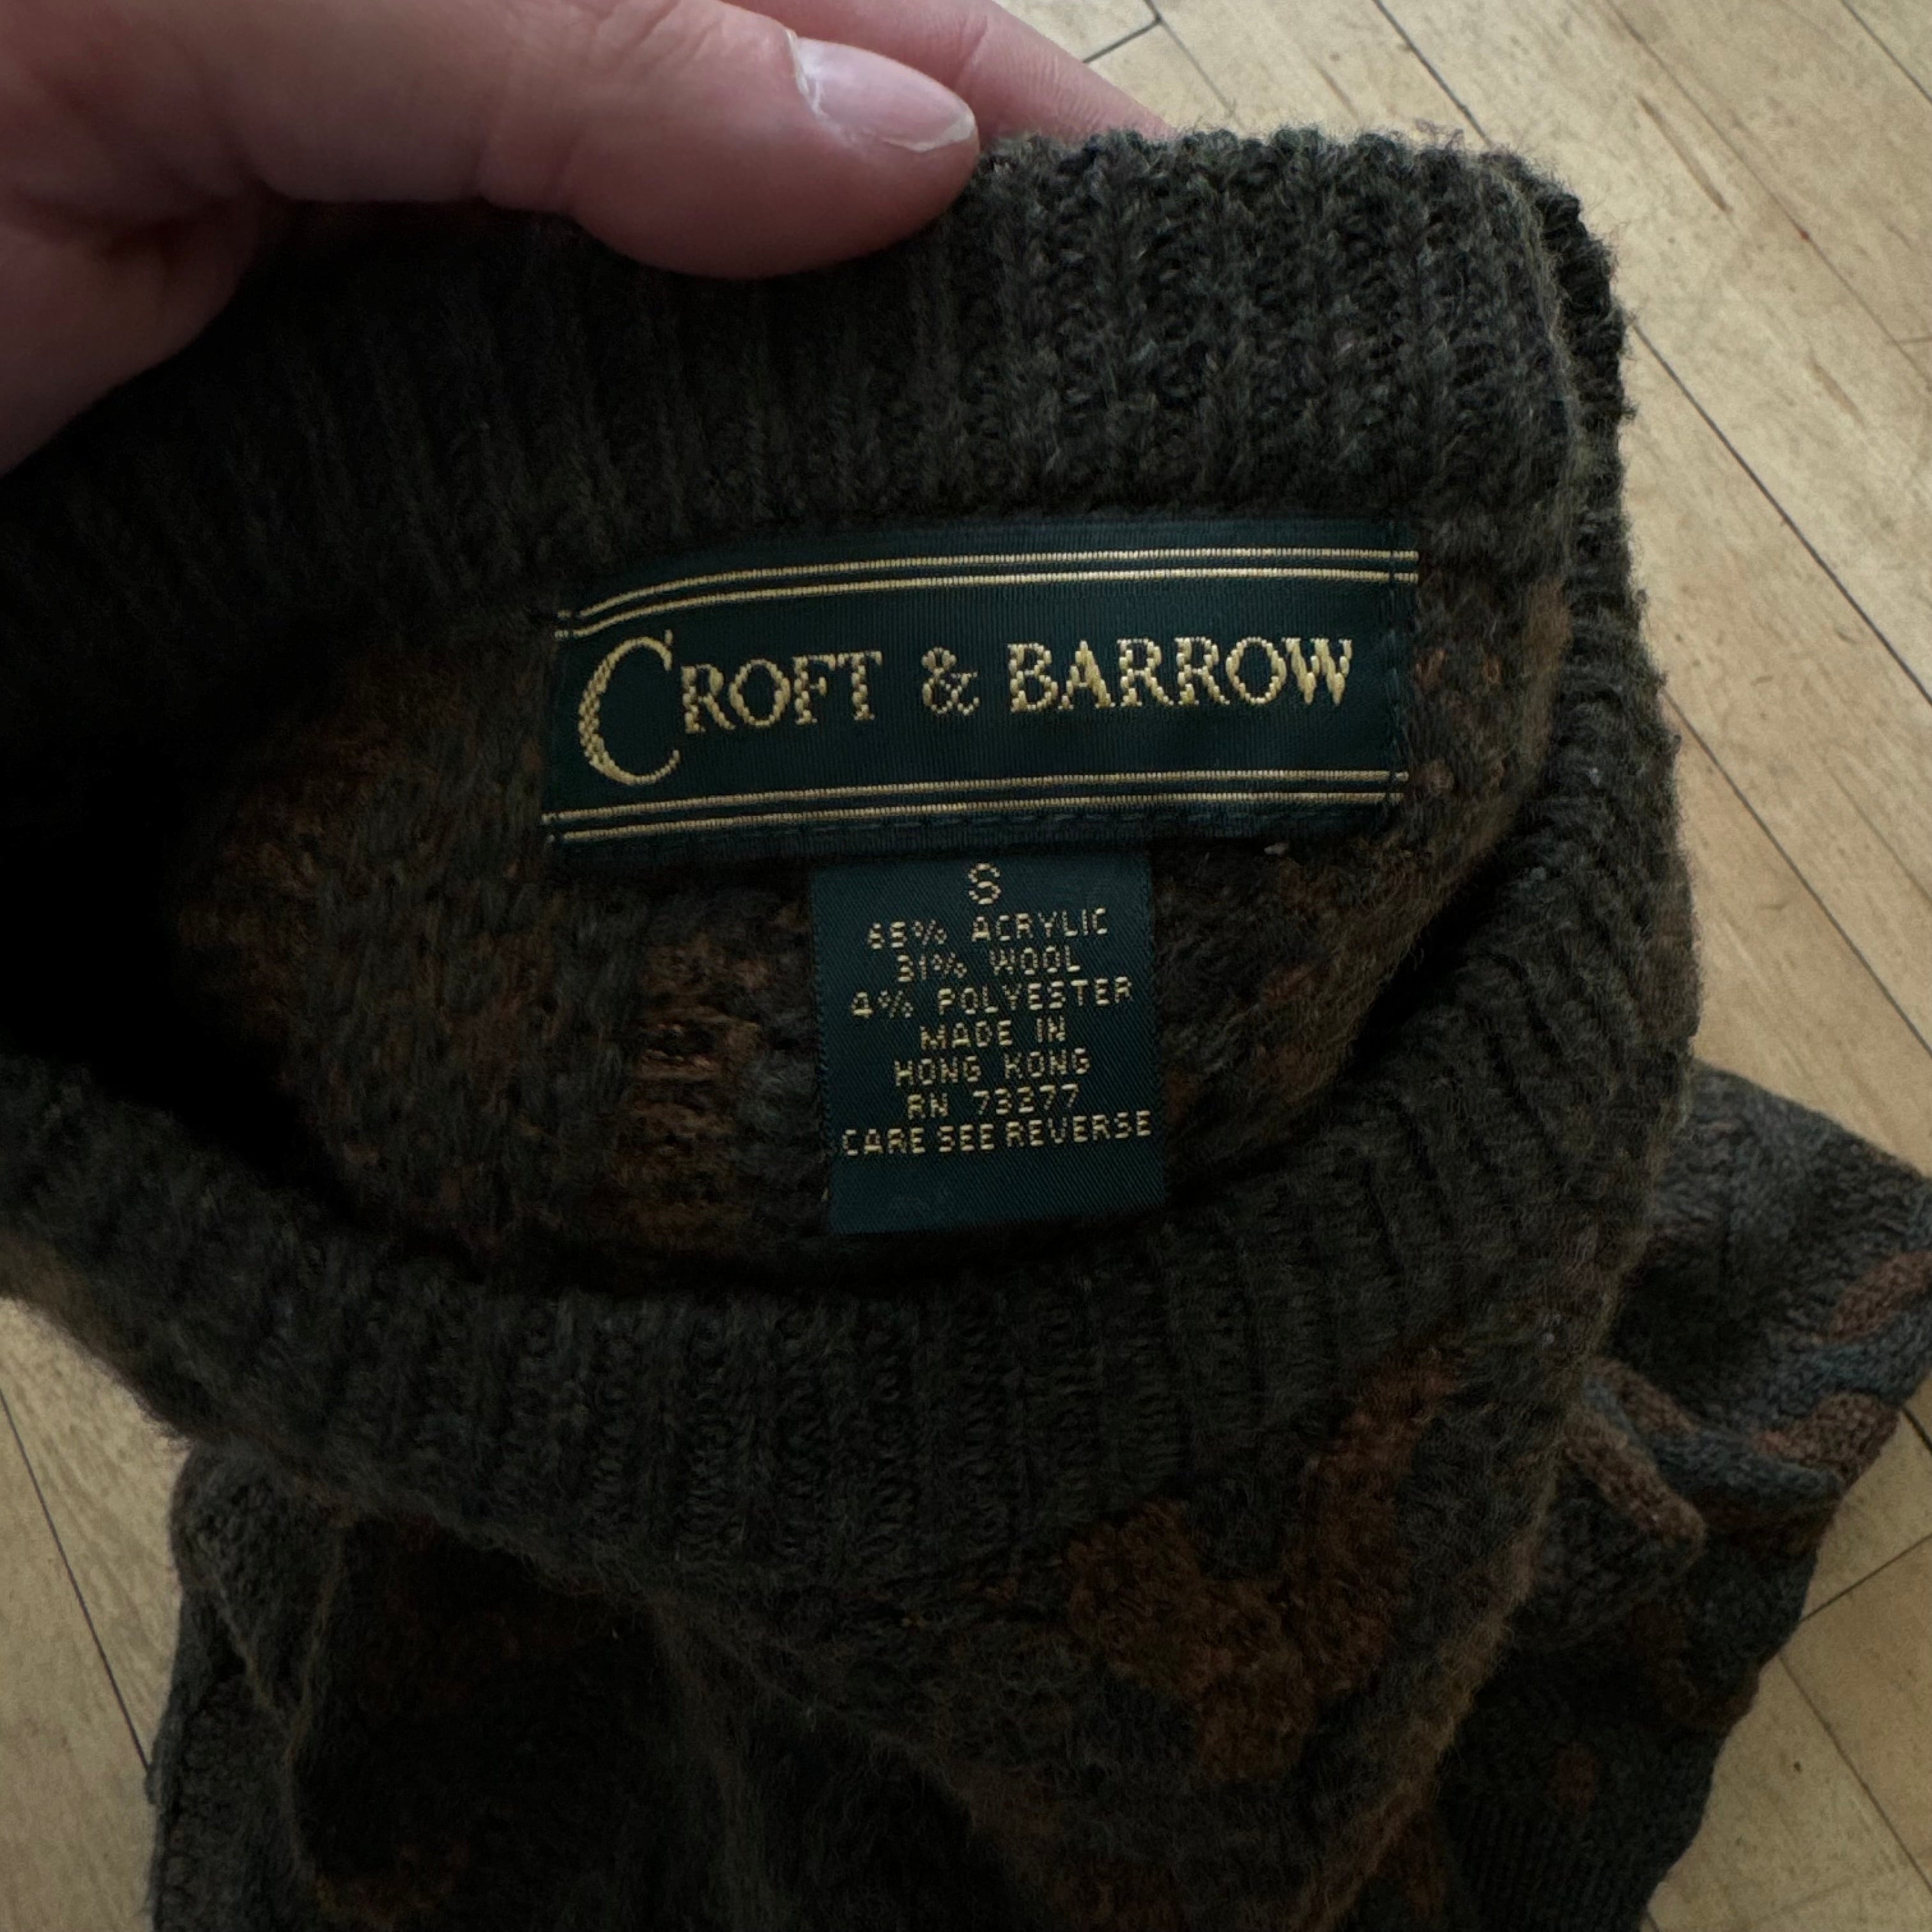 CROFT & BARROW
S
65% ACRYLIC
31% WOOL
4% POLYESTER
MADE IN
HONG KONG
RN 73277
CARE SEE REVERSE